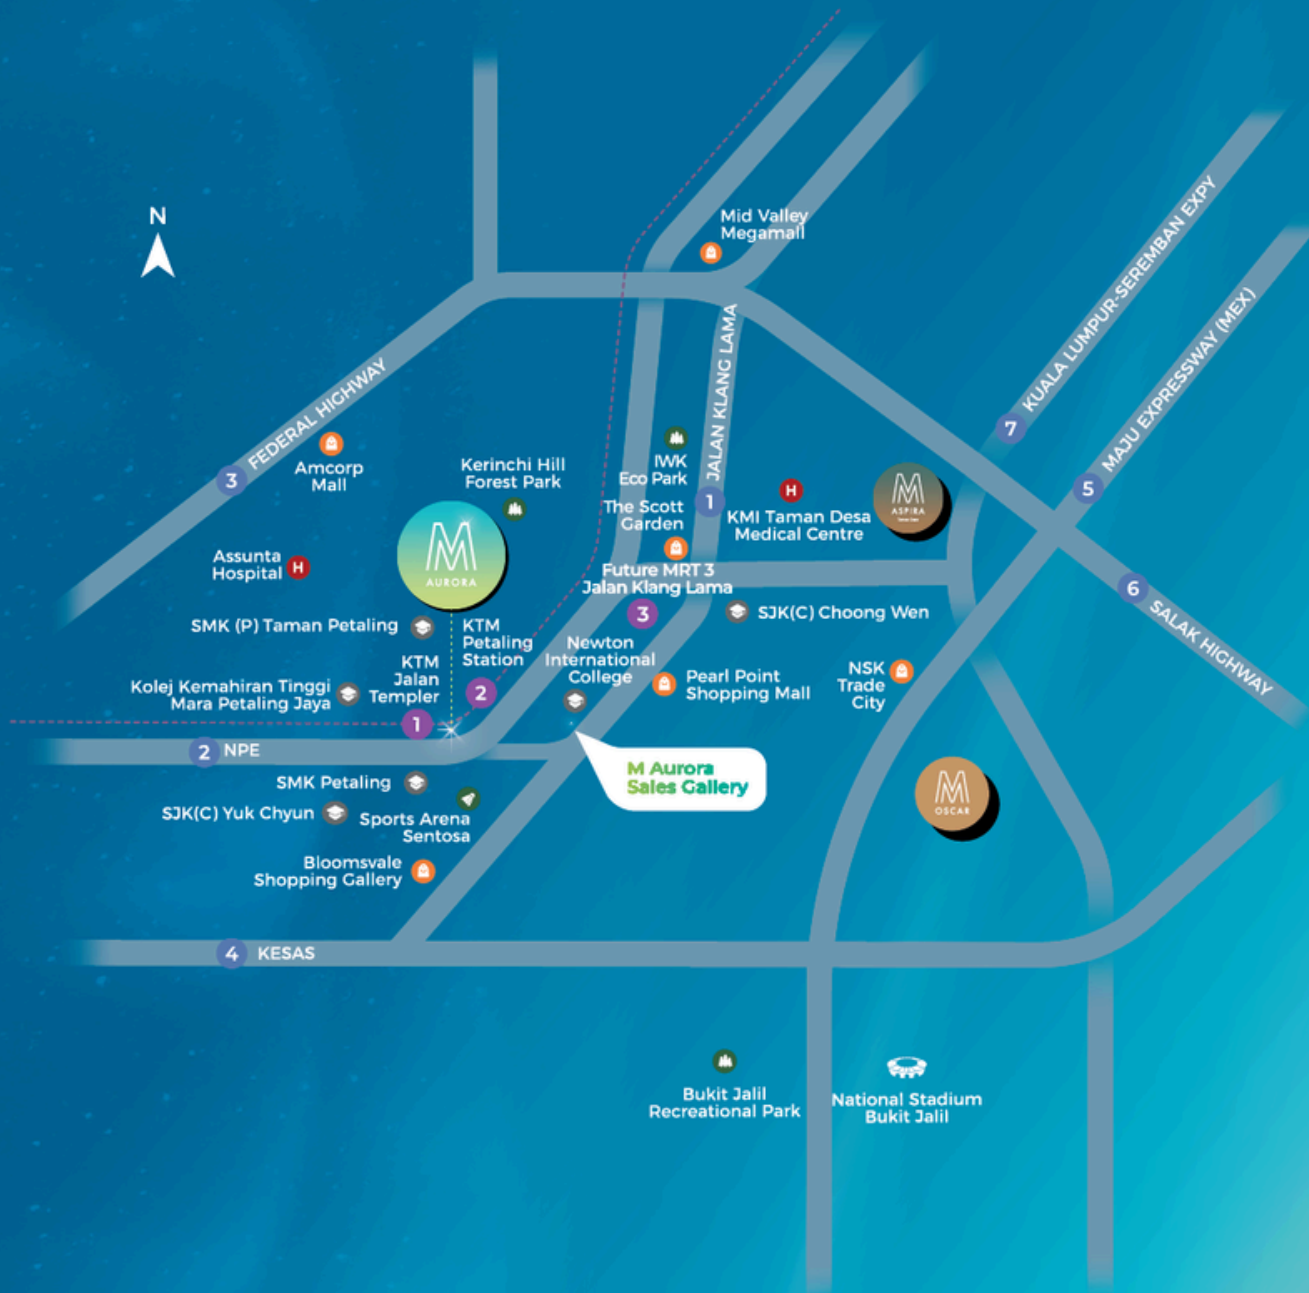 N
Mid Valley
Megamall
KUALA LUMPUR-SEREMBAN EXPY
7
MAJU EXPRESSWAY (MEX)
5
FEDERAL HIGHWAY
3
JALAN KLANG LAMA
1
Amcorp
Mall
Kerinchi Hill
Forest Park
IWK
Eco Park
The Scott
Garden
H
KMI Taman Desa
Medical Centre
M
ASPIRA
Assunta
Hospital
H
M
AURORA
Future MRT 3
Jalan Klang Lama
3
SJK(C) Choong Wen
6
SALAK HIGHWAY
SMK (P) Taman Petaling
KTM
Petaling
Station
2
Newton
International
College
KTM
Jalan
Templer
1
Kolej Kemahiran Tinggi
Mara Petaling Jaya
Pearl Point
Shopping Mall
NSK
Trade
City
2
NPE
M Aurora
Sales Gallery
M
OSCAR
SMK Petaling
SJK(C) Yuk Chyun
Sports Arena
Sentosa
Bloomsvale
Shopping Gallery
4
KESAS
Bukit Jalil
Recreational Park
National Stadium
Bukit Jalil